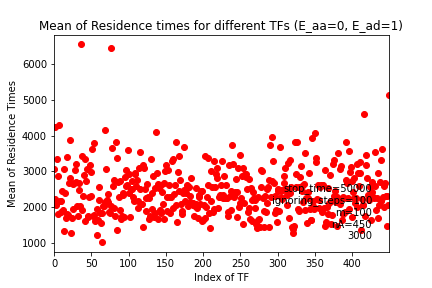 Mean of Residence times for different TFs (E_aa=0, E_ad=1)
Mean of Residence Times
6000
5000
4000
3000
2000
1000
stop_time=50000
ignoring_steps=100
m=100
nA=450
3000
0 50 100 150 200 250 300 350 400
Index of TF